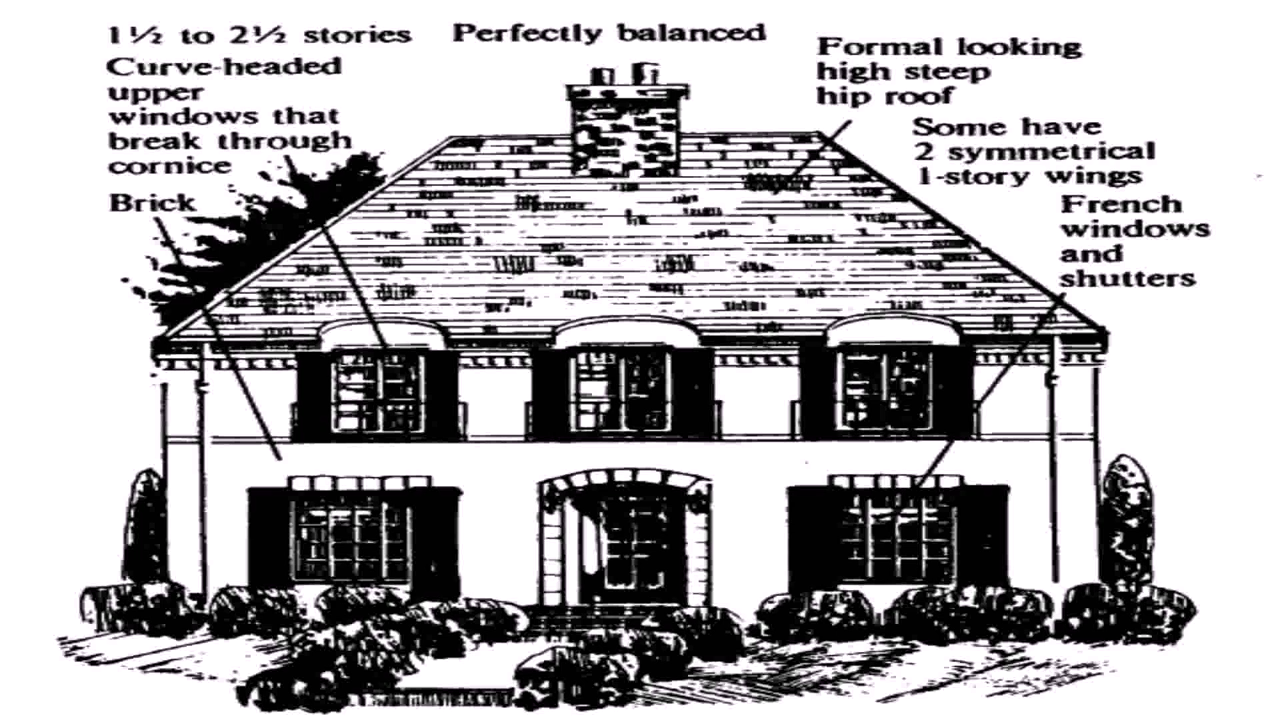 1½ to 2½ stories
Curve-headed
upper
windows that
break through
cornice
Brick
Perfectly balanced
Formal looking
high steep
hip roof
Some have
2 symmetrical
1-story wings
French
windows
and
shutters